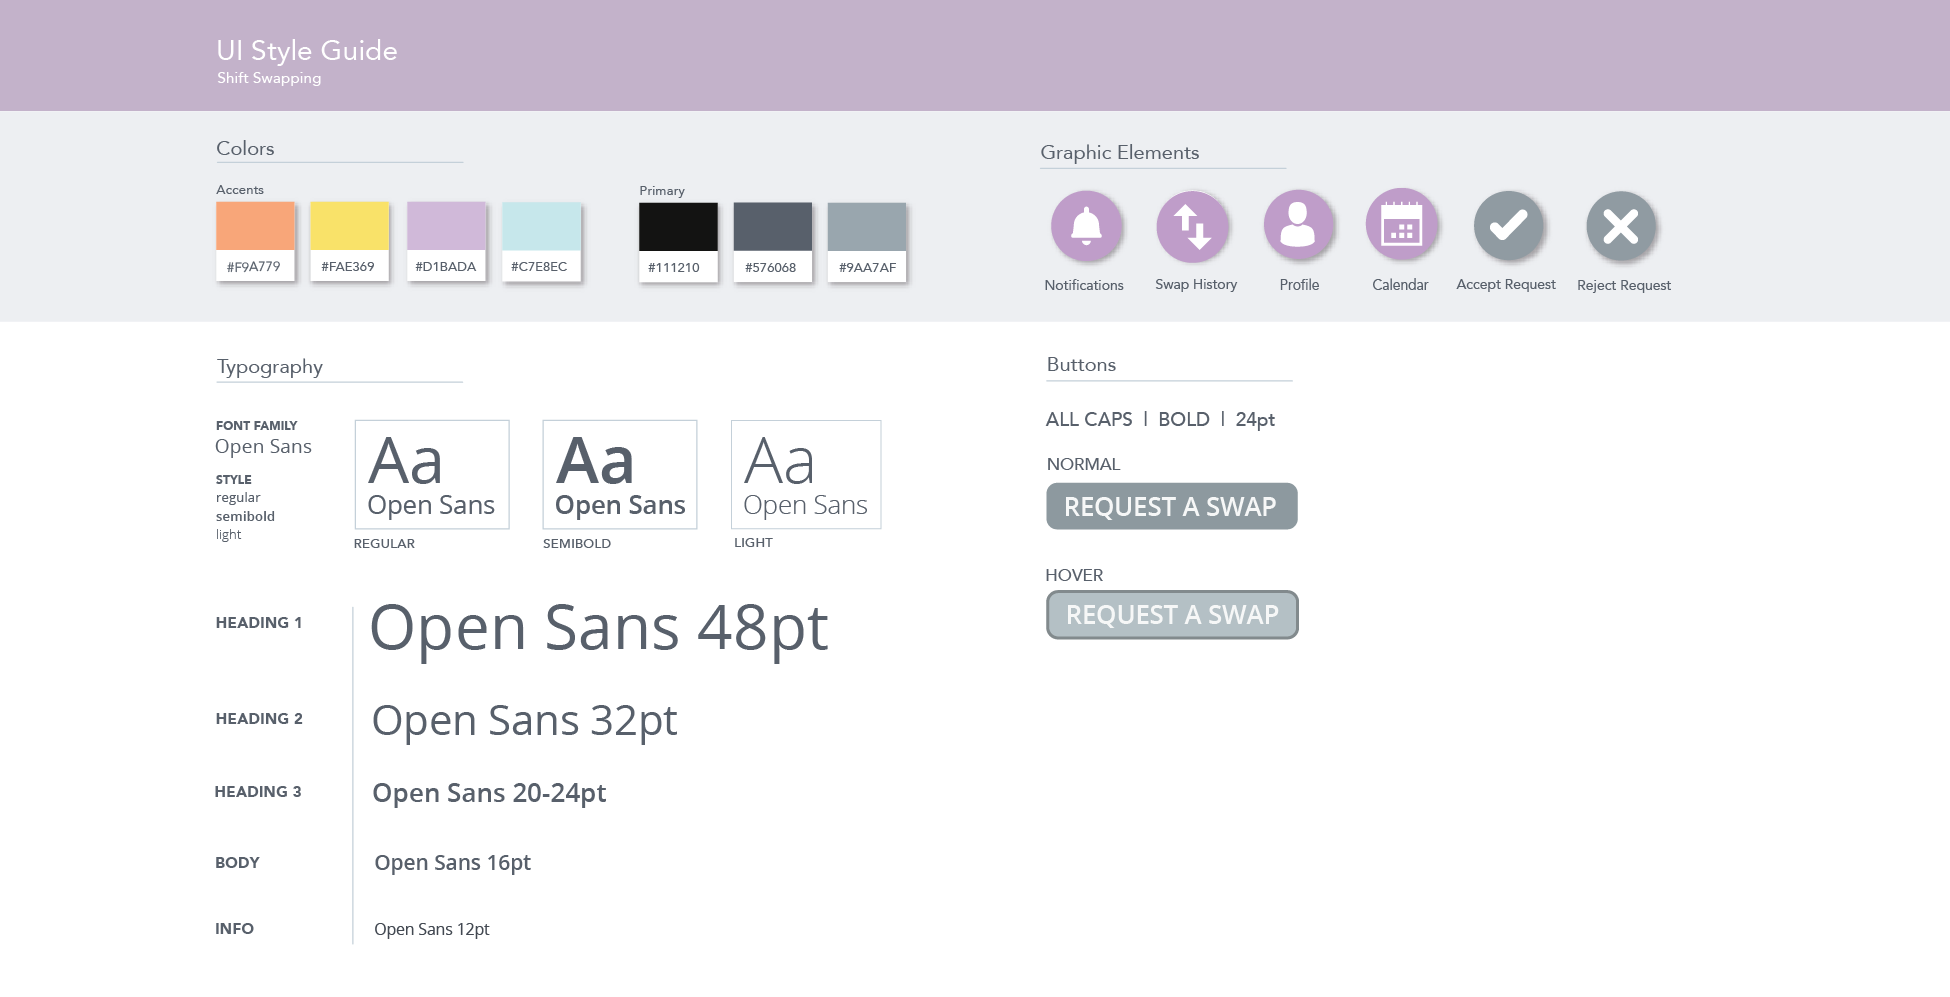 UI Style Guide
Shift Swapping
Colors
Accents
#F9A779
#FAE369
#D1BADA
#C7E8EC
Primary
#111210
#576068
#9AA7AF
Graphic Elements
Notifications
Swap History
Profile
Calendar
Accept Request
Reject Request
Typography
FONT FAMILY
Open Sans
STYLE
regular
semibold
light
Aa
Open Sans
REGULAR
Aa
Open Sans
SEMIBOLD
Aa
Open Sans
LIGHT
HEADING 1
Open Sans 48pt
HEADING 2
Open Sans 32pt
HEADING 3
Open Sans 20-24pt
BODY
Open Sans 16pt
INFO
Open Sans 12pt
Buttons
ALL CAPS | BOLD | 24pt
NORMAL
REQUEST A SWAP
HOVER
REQUEST A SWAP